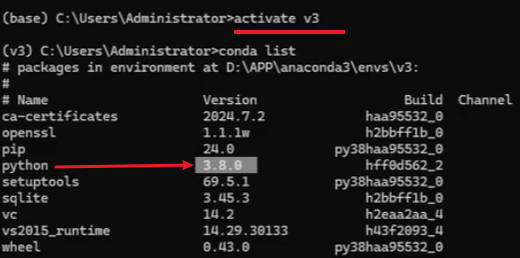 (base) C:\Users\Administrator>activate v3
(v3) C:\Users\Administrator>conda list
# packages in environment at D:\APP\anaconda3\envs\v3:
#
# Name Version Build Channel
ca-certificates 2024.7.2 haa95532_0
openssl 1.1.1w h2bbff1b_0
pip 24.0 py38haa95532_0
python 3.8.0 hff0d562_2
setuptools 69.5.1 py38haa95532_0
sqlite 3.45.3 h2bbff1b_0
vc 14.2 h2eaa2aa_4
vs2015_runtime 14.29.30133 h43f2093_4
wheel 0.43.0 py38haa95532_0